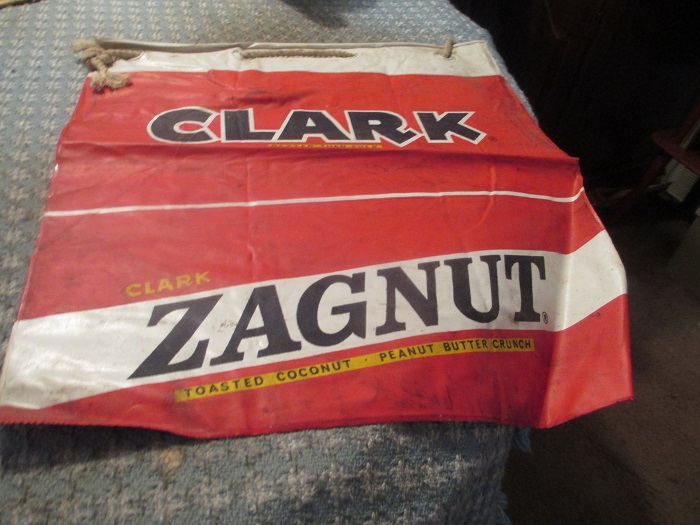 CLARK
CLARK
ZAGNUT®
TOASTED COCONUT · PEANUT BUTTER CRUNCH